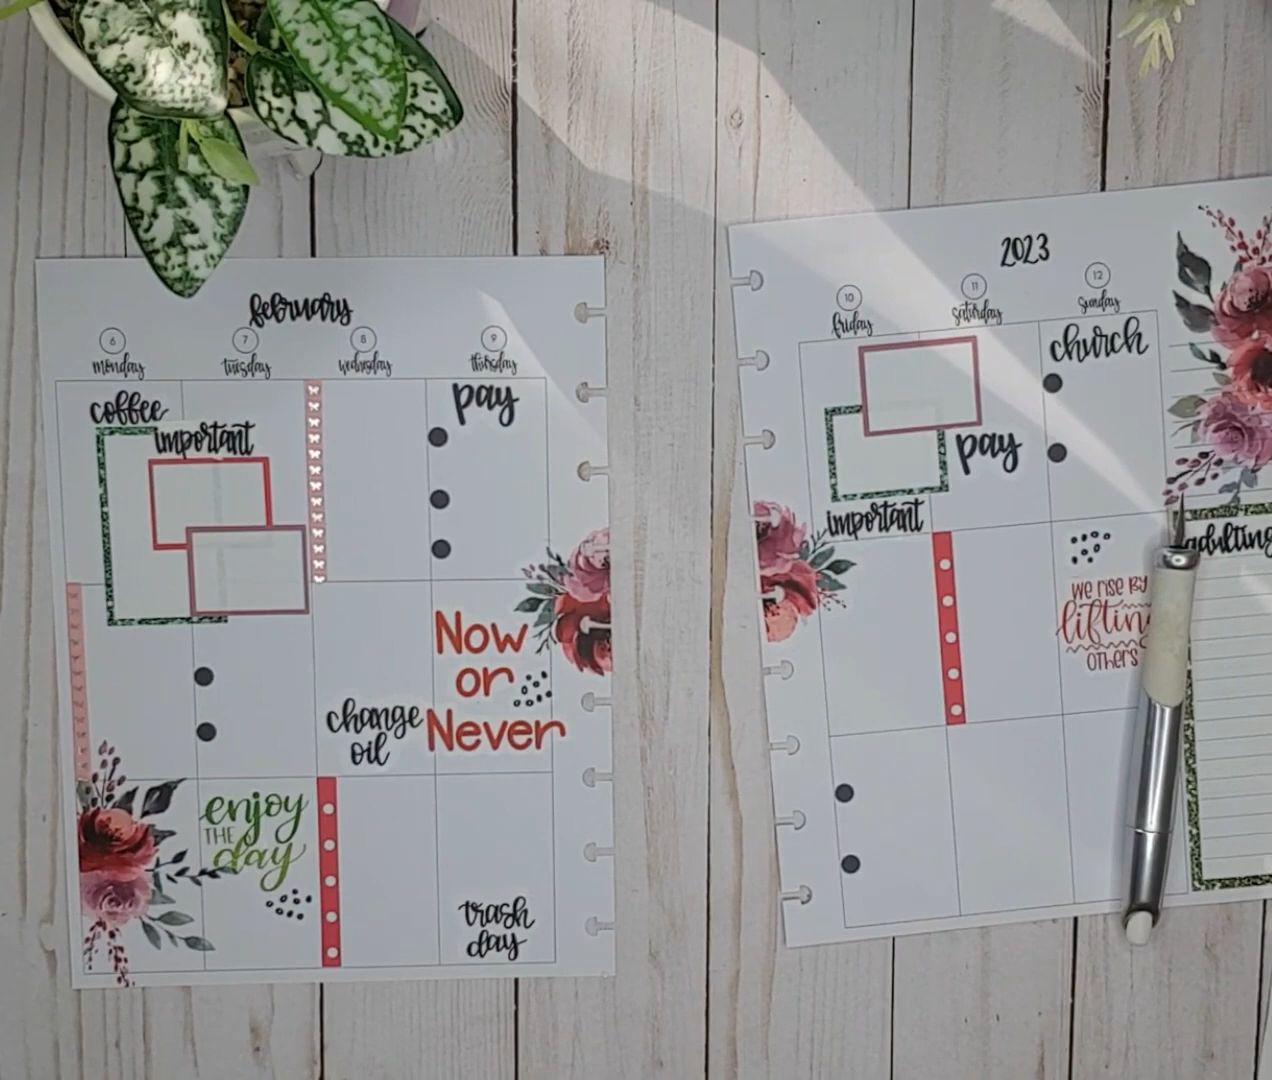 february
6
7
8
9
monday
tuesday
wednesday
thursday
coffee
important
pay
Now
or
Never
change
oil
enjoy
THE
day
trash
day
2023
10
11
12
friday
saturday
sunday
church
pay
important
we rise by
lifting
others
adulting